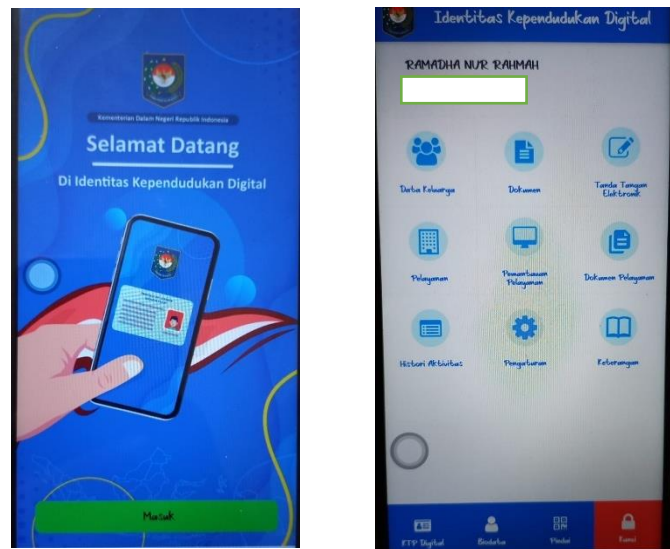 Kementerian Dalam Negeri Republik Indonesia
Selamat Datang
Di Identitas Kependudukan Digital
Masuk
Identitas Kependudukan Digital
RAMADHA NUR RAHMAH
Data Keluarga
Dokumen
Tanda Tangan
Elektronik
Pelayanan
Pemantauan
Pelayanan
Dokumen Pelayanan
Histori Aktivitas
Pengaturan
Keterangan
KTP Digital
Biodata
Pindai
Kunci